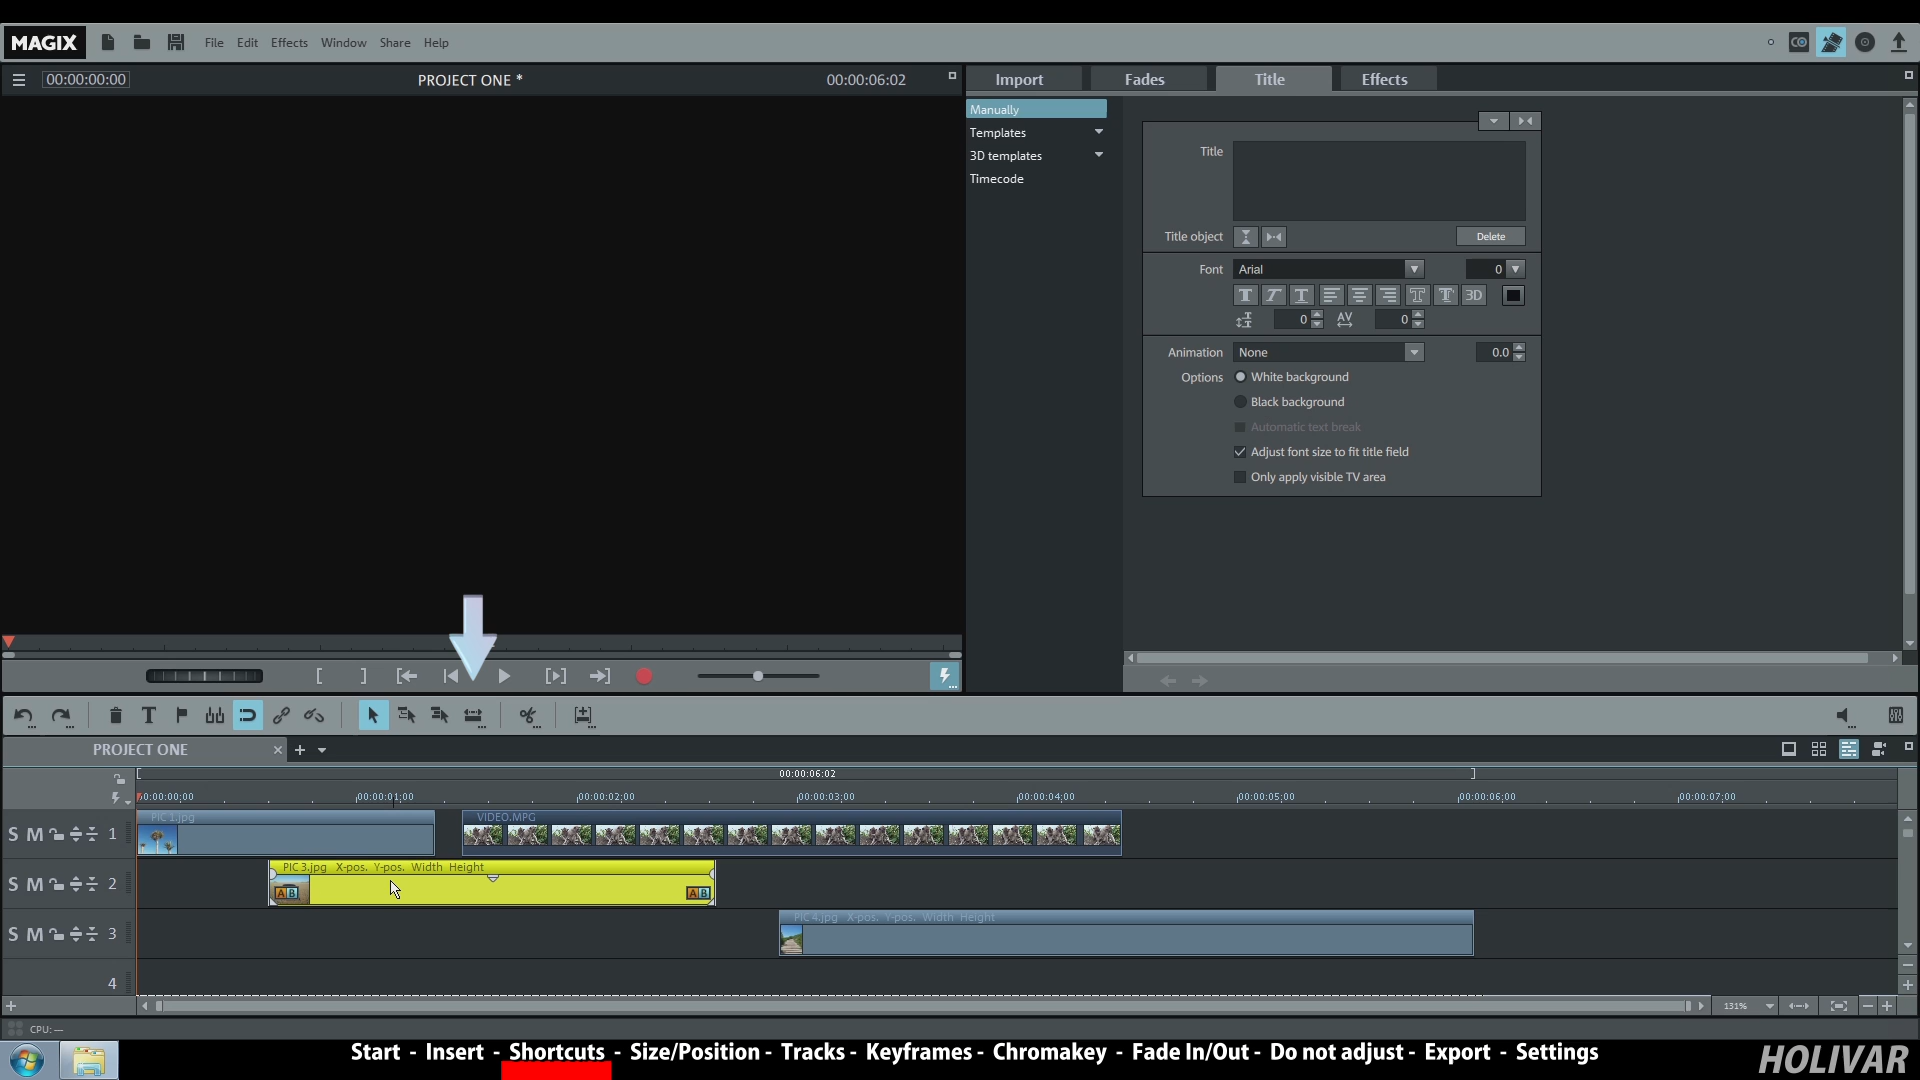 MAGIX File Edit Effects Window Share Help
00:00:00:00 PROJECT ONE * 00:00:06:02
Import Fades Title Effects
Manually
Templates
3D templates
Timecode
Title
Title object Delete
Font Arial 0
T T T T T 3D
T 0 AV 0
Animation None 0.0
Options White background
Black background
Automatic text break
Adjust font size to fit title field
Only apply visible TV area
[ ]
T
PROJECT ONE
00:00:06:02
00:00:00;00 00:00:01;00 00:00:02;00 00:00:03;00 00:00:04;00 00:00:05;00 00:00:06;00 00:00:07;00
PIC 1.jpg VIDEO.MPG
S M 1
PIC 3.jpg X-pos. Y-pos. Width Height
S M 2 A B A B
PIC 4.jpg X-pos. Y-pos. Width Height
S M 3
4
131%
CPU: —
Start - Insert - Shortcuts - Size/Position - Tracks - Keyframes - Chromakey - Fade In/Out - Do not adjust - Export - Settings
HOLIVAR